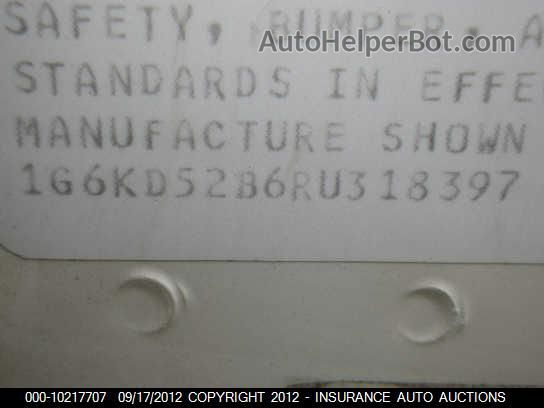 SAFETY, BUMPER, A
AutoHelperBot.com
STANDARDS IN EFFE
MANUFACTURE SHOWN
1G6KD52B6RU318397
000-10217707 09/17/2012 COPYRIGHT 2012 - INSURANCE AUTO AUCTIONS